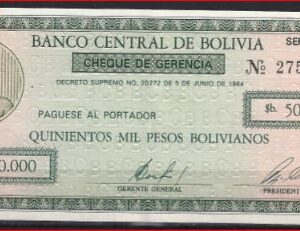 BANCO CENTRAL DE BOLIVIA
SER
CHEQUE DE GERENCIA
Nº 275
DECRETO SUPREMO No. 20272 DE 5 DE JUNIO DE 1984
PAGUESE AL PORTADOR
$b. 50
QUINIENTOS MIL PESOS BOLIVIANOS
0.000
GERENTE GENERAL
PRESIDENT